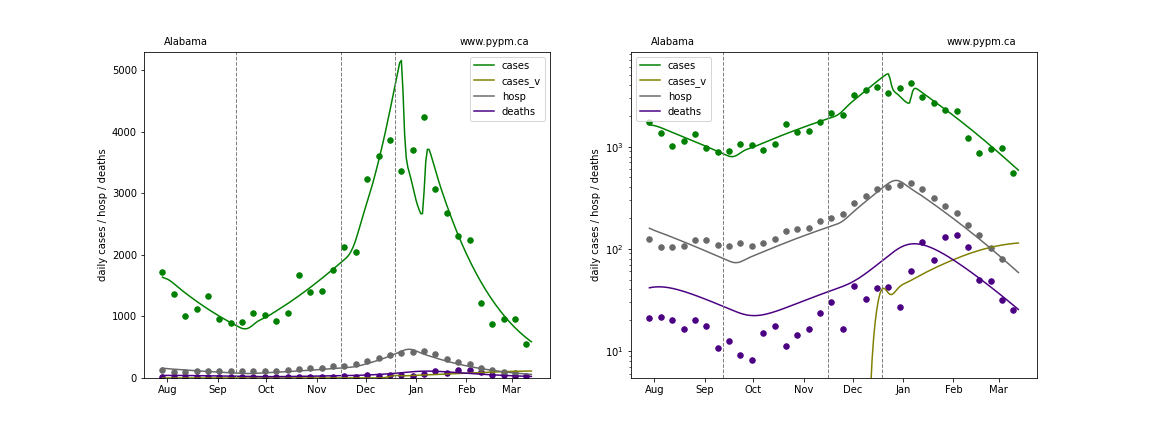 Alabama www.pypm.ca
daily cases / hosp / deaths
5000
4000
3000
2000
1000
0
cases
cases_v
hosp
deaths
Aug Sep Oct Nov Dec Jan Feb Mar
Alabama www.pypm.ca
daily cases / hosp / deaths
10³
10²
10¹
cases
cases_v
hosp
deaths
Aug Sep Oct Nov Dec Jan Feb Mar